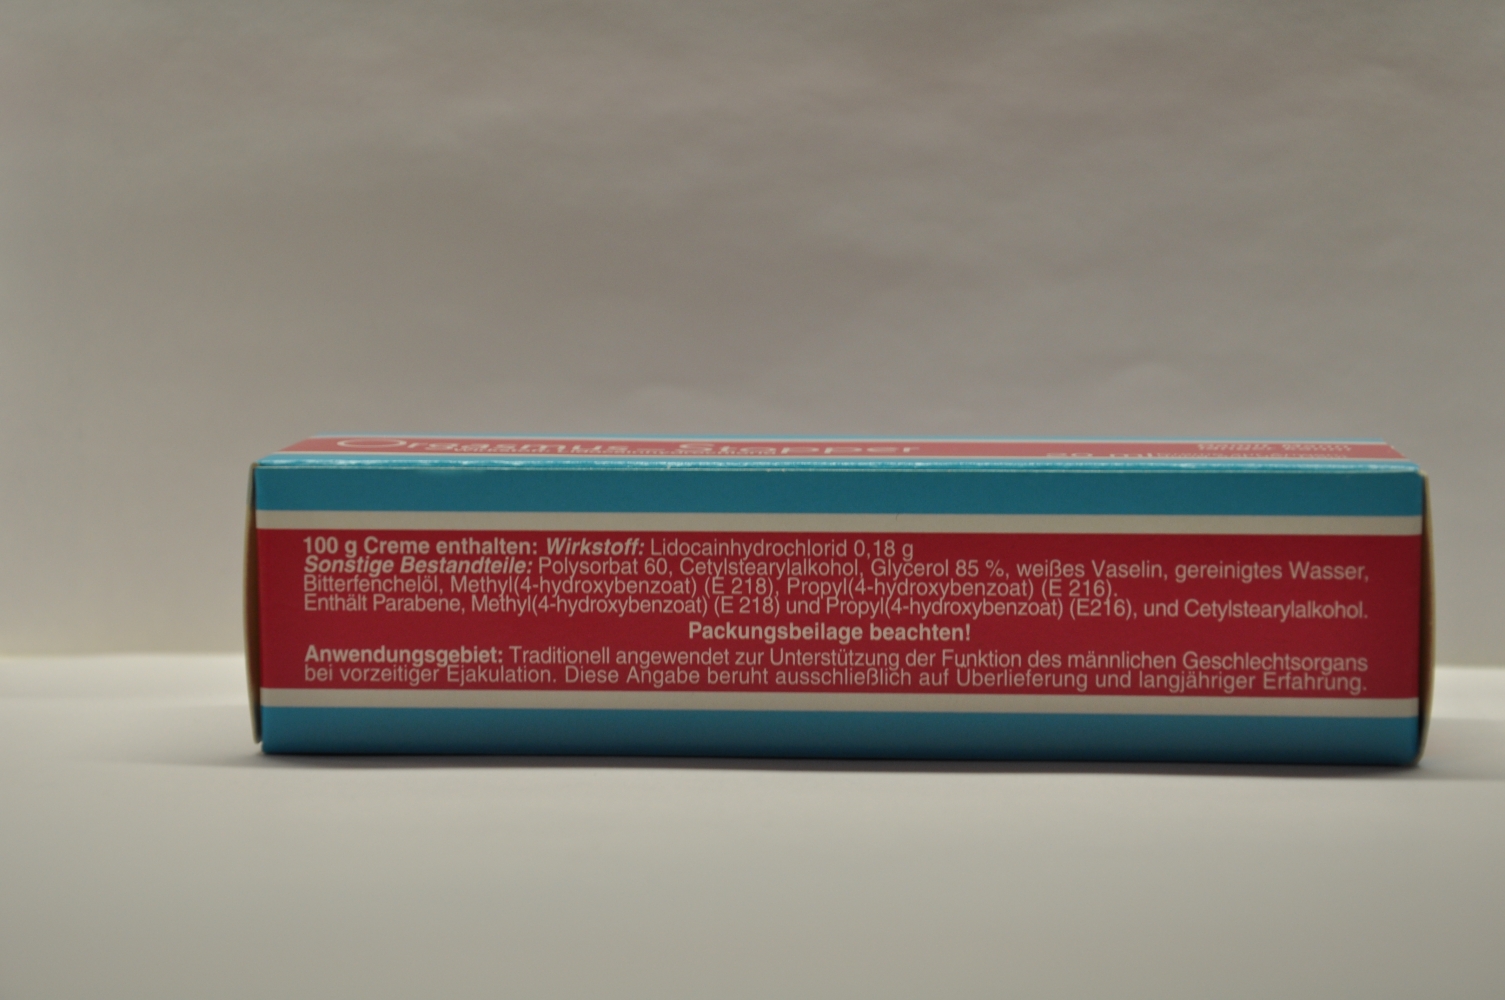 Orgasmus Stopper
20 ml
100 g Creme enthalten: Wirkstoff: Lidocainhydrochlorid 0,18 g
Sonstige Bestandteile: Polysorbat 60, Cetylstearylalkohol, Glycerol 85 %, weißes Vaselin, gereinigtes Wasser,
Bitterfenchelöl, Methyl(4-hydroxybenzoat) (E 218), Propyl(4-hydroxybenzoat) (E 216).
Enthält Parabene, Methyl(4-hydroxybenzoat) (E 218) und Propyl(4-hydroxybenzoat) (E216), und Cetylstearylalkohol.
Packungsbeilage beachten!
Anwendungsgebiet: Traditionell angewendet zur Unterstützung der Funktion des männlichen Geschlechtsorgans
bei vorzeitiger Ejakulation. Diese Angabe beruht ausschließlich auf Überlieferung und langjähriger Erfahrung.